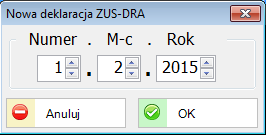 Nowa deklaracja ZUS-DRA
Numer . M-c . Rok
1 . 2 . 2015
Anuluj OK